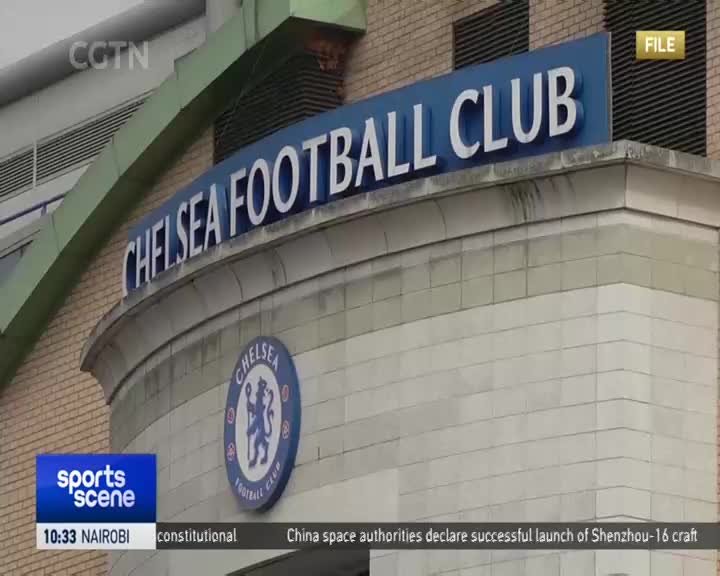 CGTN
FILE
CHELSEA FOOTBALL CLUB
CHELSEA
FOOTBALL CLUB
sports
scene
10:33 NAIROBI
constitutional China space authorities declare successful launch of Shenzhou-16 craft